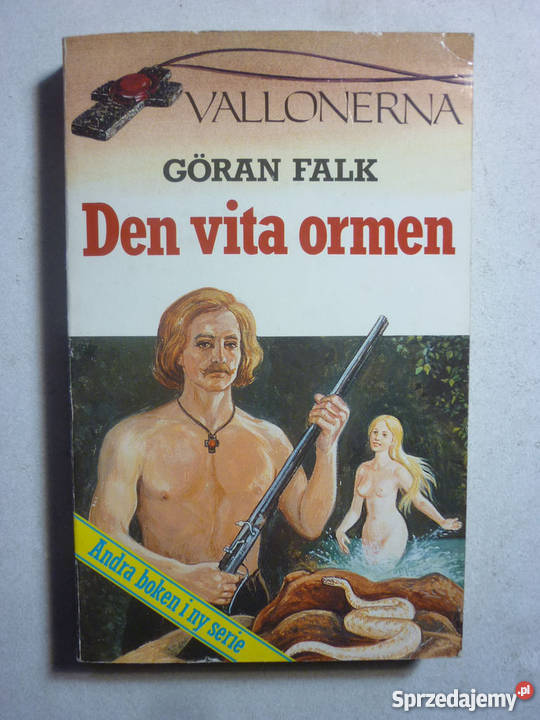 VALLONERNA
GÖRAN FALK
Den vita ormen
Andra boken i ny serie
Sprzedajemy.pl